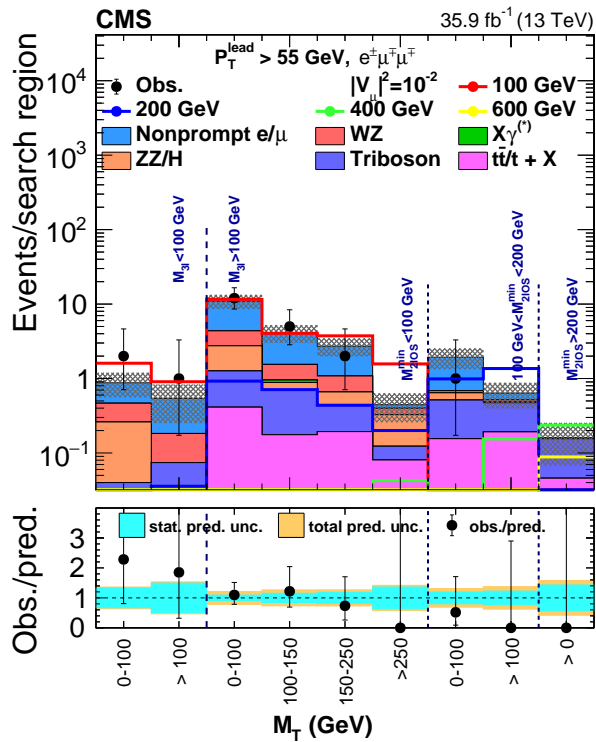 CMS 35.9 fb⁻¹ (13 TeV)
P_T^lead > 55 GeV, e±μ∓μ∓
Obs. |V_μ|²=10⁻² 100 GeV
200 GeV 400 GeV 600 GeV
Nonprompt e/μ WZ Xγ(*)
ZZ/H Triboson tt̄/t + X
Events/search region
10⁴
10³
10²
10
1
10⁻¹
M_3l<100 GeV
M_3l>100 GeV
M_2lOS^min<100 GeV
100 GeV<M_2lOS^min<200 GeV
M_2lOS^min>200 GeV
stat. pred. unc. total pred. unc. obs./pred.
Obs./pred.
3
2
1
0
0-100 > 100 0-100 100-150 150-250 >250 0-100 > 100 > 0
M_T (GeV)